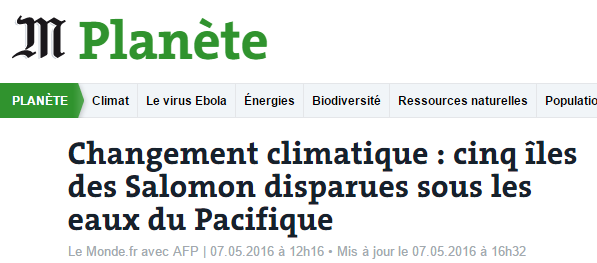 M Planète
PLANÈTE Climat Le virus Ebola Énergies Biodiversité Ressources naturelles Populatio
Changement climatique : cinq îles
des Salomon disparues sous les
eaux du Pacifique
Le Monde.fr avec AFP | 07.05.2016 à 12h16 • Mis à jour le 07.05.2016 à 16h32